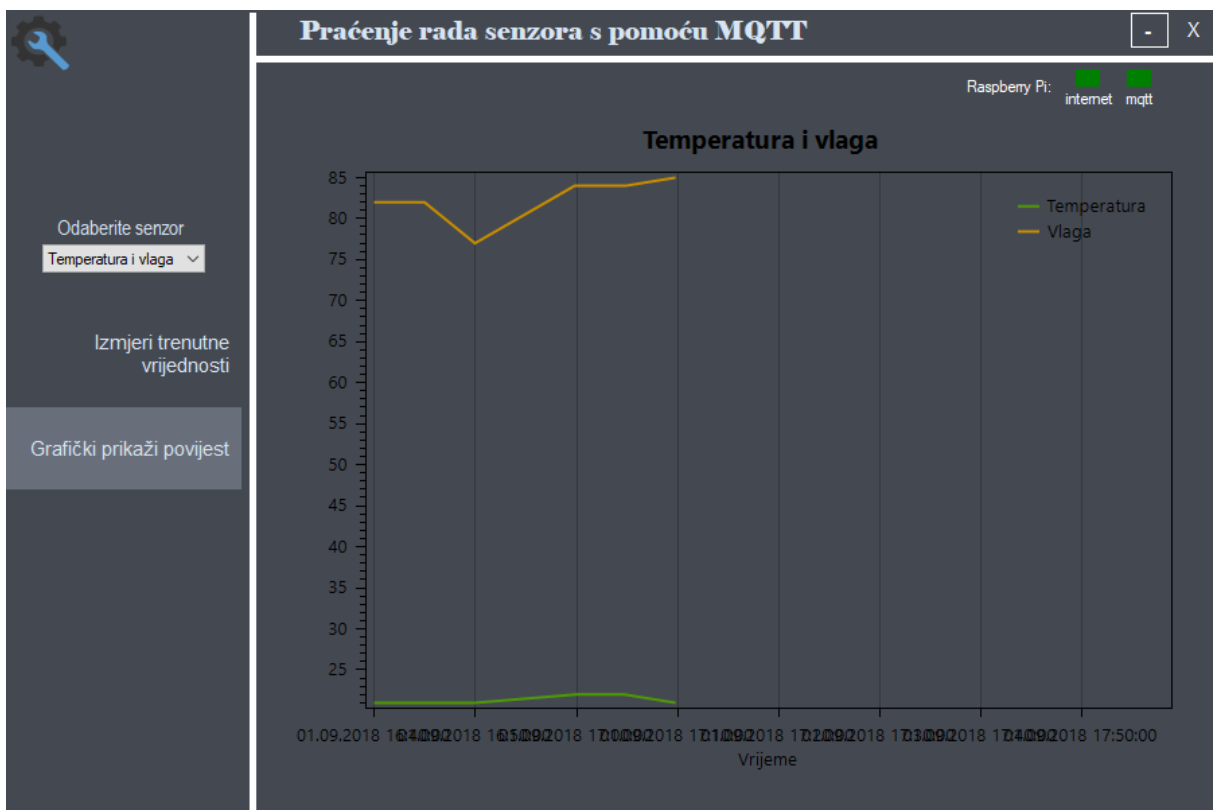 Praćenje rada senzora s pomoću MQTT
-
X
Raspberry Pi:
internet
mqtt
Odaberite senzor
Temperatura i vlaga
Izmjeri trenutne
vrijednosti
Grafički prikaži povijest
Temperatura i vlaga
Temperatura
Vlaga
85
80
75
70
65
60
55
50
45
40
35
30
25
01.09.2018
2018 17:50:00
Vrijeme